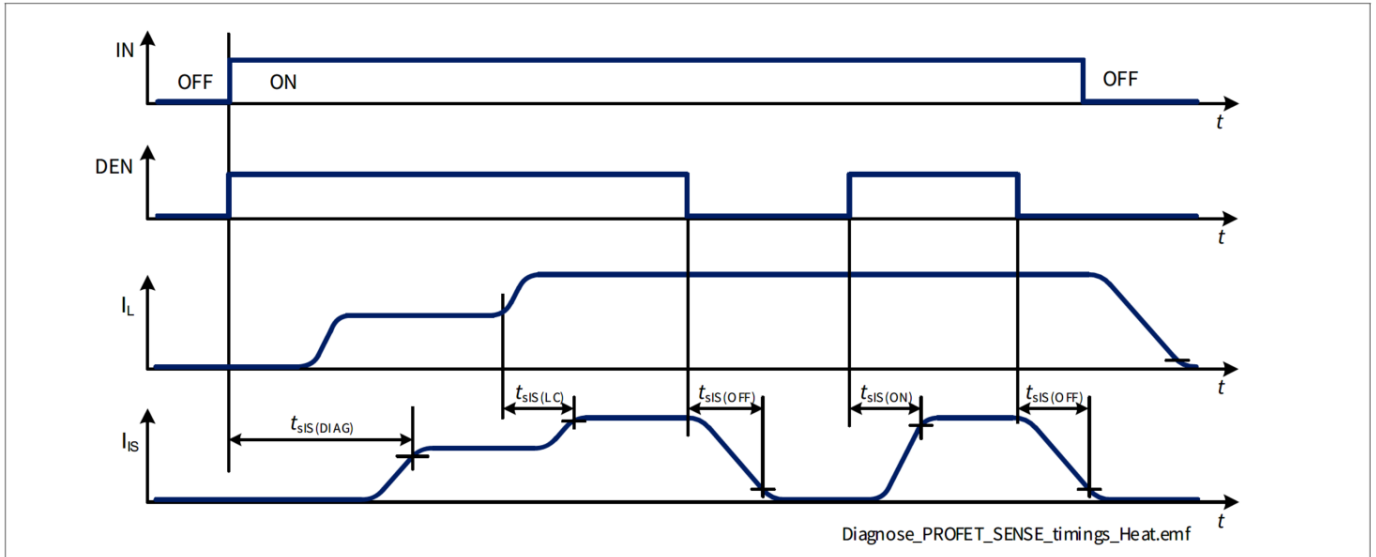 IN
OFF
ON
OFF
t
DEN
t
IL
t
tsIS(LC)
tsIS(OFF)
tsIS(ON)
tsIS(OFF)
tsIS(DIAG)
IIS
t
Diagnose_PROFET_SENSE_timings_Heat.emf